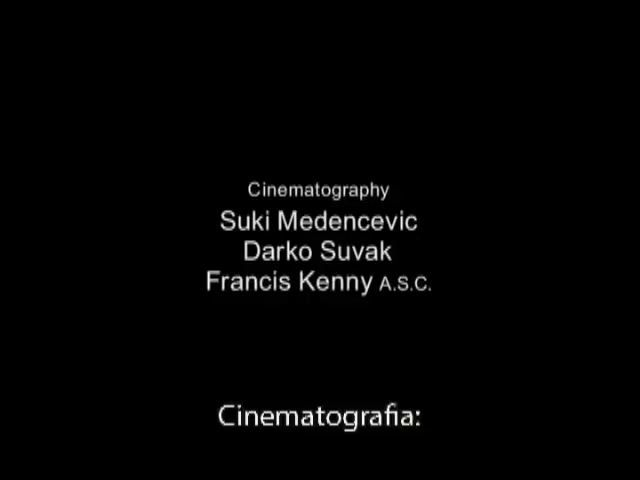 Cinematography
Suki Medencevic
Darko Suvak
Francis Kenny A.S.C.
Cinematografia: